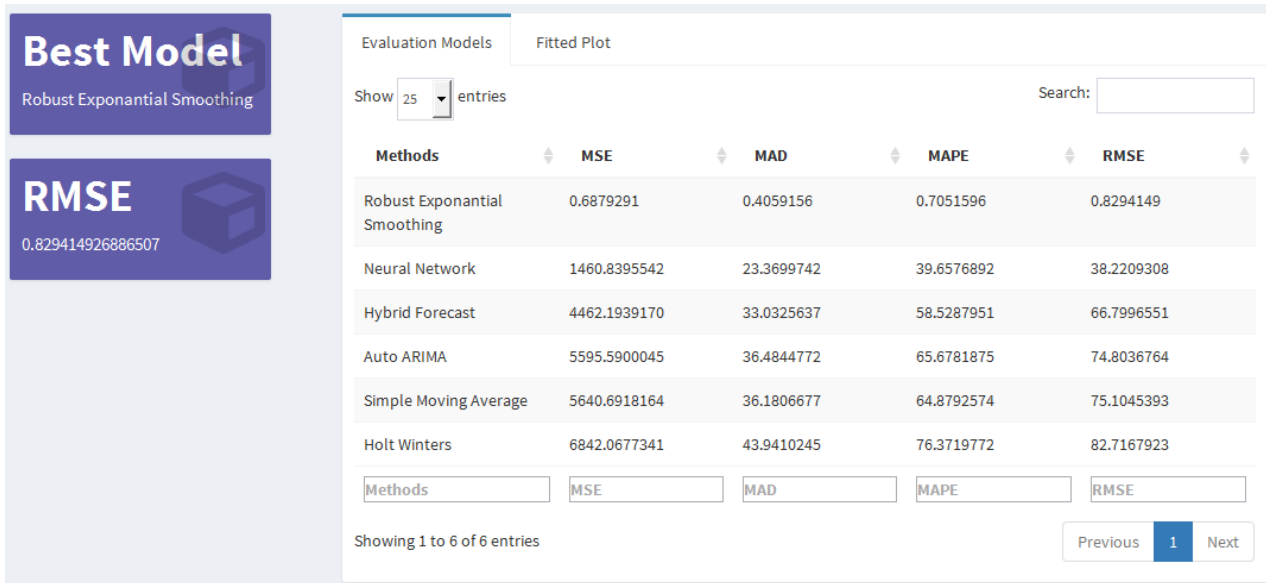 Best Model
Robust Exponantial Smoothing
RMSE
0.829414926886507
Evaluation Models Fitted Plot
Show 25 entries Search:
Methods MSE MAD MAPE RMSE
Robust Exponantial
Smoothing 0.6879291 0.4059156 0.7051596 0.8294149
Neural Network 1460.8395542 23.3699742 39.6576892 38.2209308
Hybrid Forecast 4462.1939170 33.0325637 58.5287951 66.7996551
Auto ARIMA 5595.5900045 36.4844772 65.6781875 74.8036764
Simple Moving Average 5640.6918164 36.1806677 64.8792574 75.1045393
Holt Winters 6842.0677341 43.9410245 76.3719772 82.7167923
Methods MSE MAD MAPE RMSE
Showing 1 to 6 of 6 entries Previous 1 Next